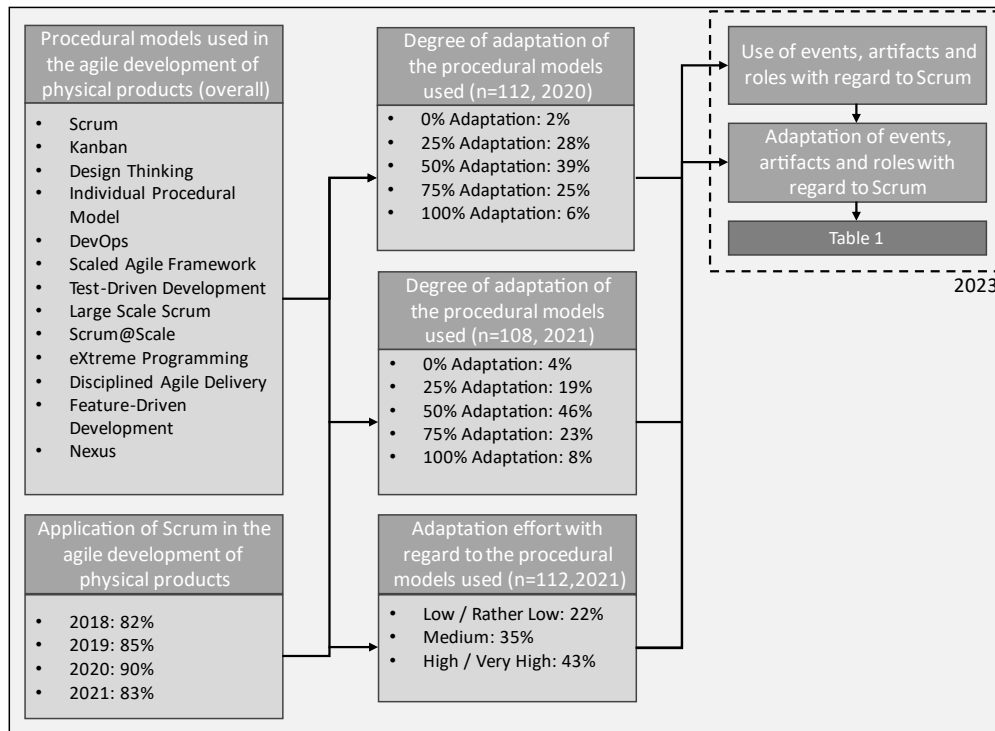 Procedural models used in
the agile development of
physical products (overall)
• Scrum
• Kanban
• Design Thinking
• Individual Procedural
Model
• DevOps
• Scaled Agile Framework
• Test-Driven Development
• Large Scale Scrum
• Scrum@Scale
• eXtreme Programming
• Disciplined Agile Delivery
• Feature-Driven
Development
• Nexus
Application of Scrum in the
agile development of
physical products
• 2018: 82%
• 2019: 85%
• 2020: 90%
• 2021: 83%
Degree of adaptation of
the procedural models
used (n=112, 2020)
• 0% Adaptation: 2%
• 25% Adaptation: 28%
• 50% Adaptation: 39%
• 75% Adaptation: 25%
• 100% Adaptation: 6%
Degree of adaptation of
the procedural models
used (n=108, 2021)
• 0% Adaptation: 4%
• 25% Adaptation: 19%
• 50% Adaptation: 46%
• 75% Adaptation: 23%
• 100% Adaptation: 8%
Adaptation effort with
regard to the procedural
models used (n=112,2021)
• Low / Rather Low: 22%
• Medium: 35%
• High / Very High: 43%
Use of events, artifacts and
roles with regard to Scrum
Adaptation of events,
artifacts and roles with
regard to Scrum
Table 1
2023